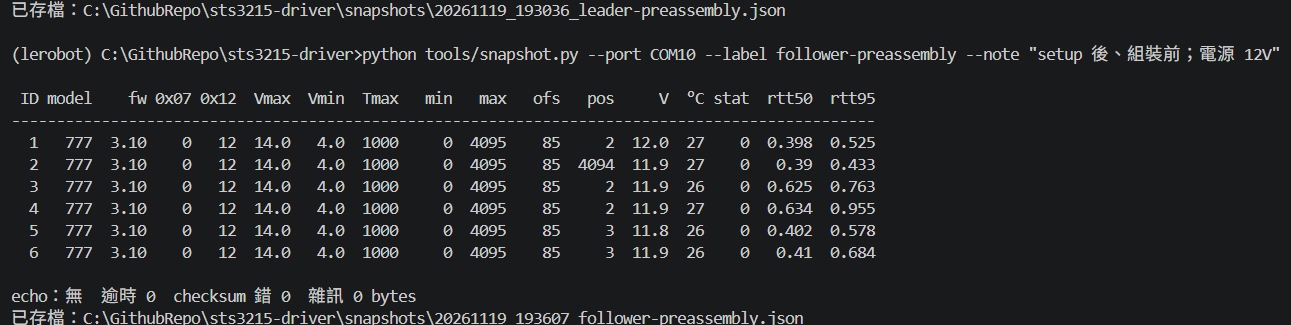 已存檔：C:\GithubRepo\sts3215-driver\snapshots\20261119_193036_leader-preassembly.json
(lerobot) C:\GithubRepo\sts3215-driver>python tools/snapshot.py --port COM10 --label follower-preassembly --note "setup 後、組裝前；電源 12V"
ID model fw 0x07 0x12 Vmax Vmin Tmax min max ofs pos V °C stat rtt50 rtt95
---------------------------------------------------------------------------------------
1 777 3.10 0 12 14.0 4.0 1000 0 4095 85 2 12.0 27 0 0.398 0.525
2 777 3.10 0 12 14.0 4.0 1000 0 4095 85 4094 11.9 27 0 0.39 0.433
3 777 3.10 0 12 14.0 4.0 1000 0 4095 85 2 11.9 26 0 0.625 0.763
4 777 3.10 0 12 14.0 4.0 1000 0 4095 85 2 11.9 27 0 0.634 0.955
5 777 3.10 0 12 14.0 4.0 1000 0 4095 85 3 11.8 26 0 0.402 0.578
6 777 3.10 0 12 14.0 4.0 1000 0 4095 85 3 11.9 26 0 0.41 0.684
echo：無 逾時 0 checksum 錯 0 雜訊 0 bytes
已存檔：C:\GithubRepo\sts3215-driver\snapshots\20261119_193607_follower-preassembly.json